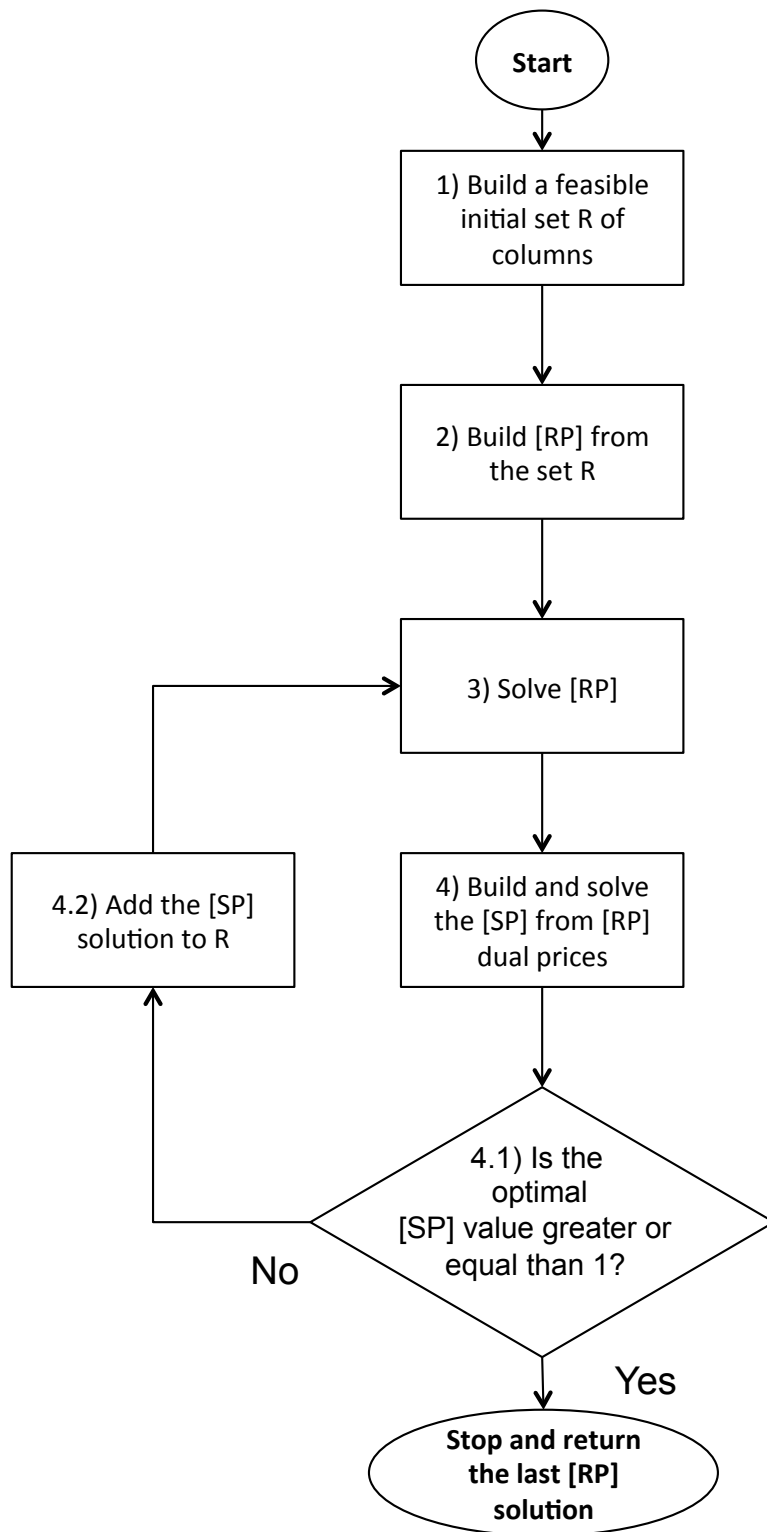 Start
1) Build a feasible
initial set R of
columns
2) Build [RP] from
the set R
3) Solve [RP]
4.2) Add the [SP]
solution to R
4) Build and solve
the [SP] from [RP]
dual prices
4.1) Is the
optimal
[SP] value greater or
equal than 1?
No
Yes
Stop and return
the last [RP]
solution